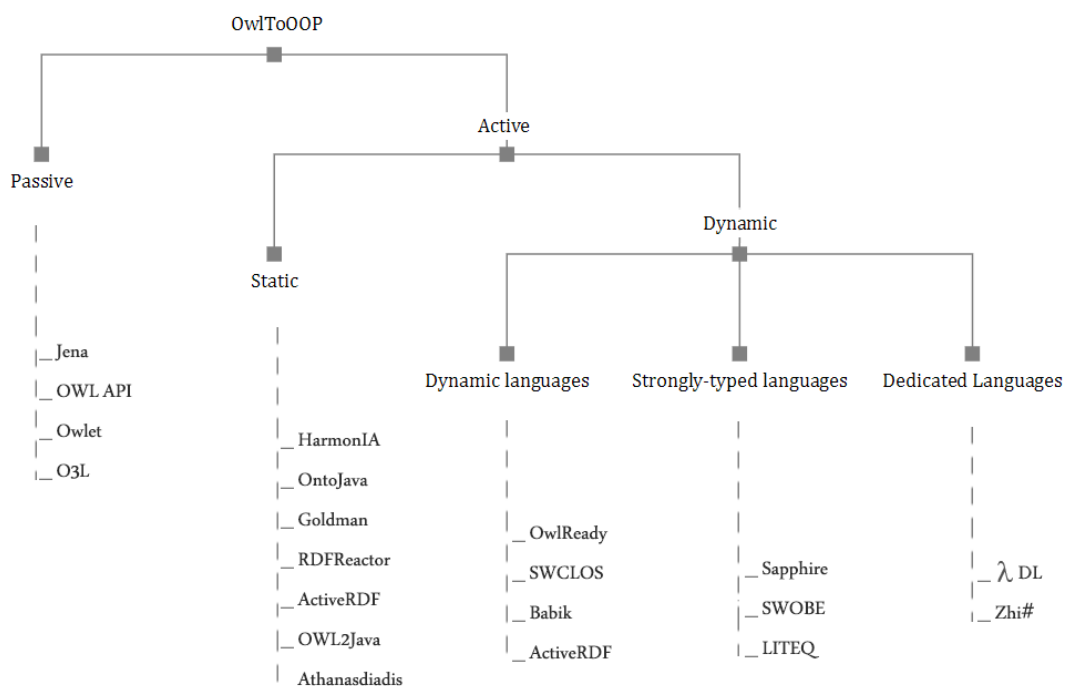 OwlToOOP
Active
Passive
Dynamic
Static
Jena
OWL API
Owlet
O3L
HarmonIA
OntoJava
Goldman
RDFReactor
ActiveRDF
OWL2Java
Athanasdiadis
Dynamic languages
OwlReady
SWCLOS
Babik
ActiveRDF
Strongly-typed languages
Sapphire
SWOBE
LITEQ
Dedicated Languages
λ DL
Zhi#